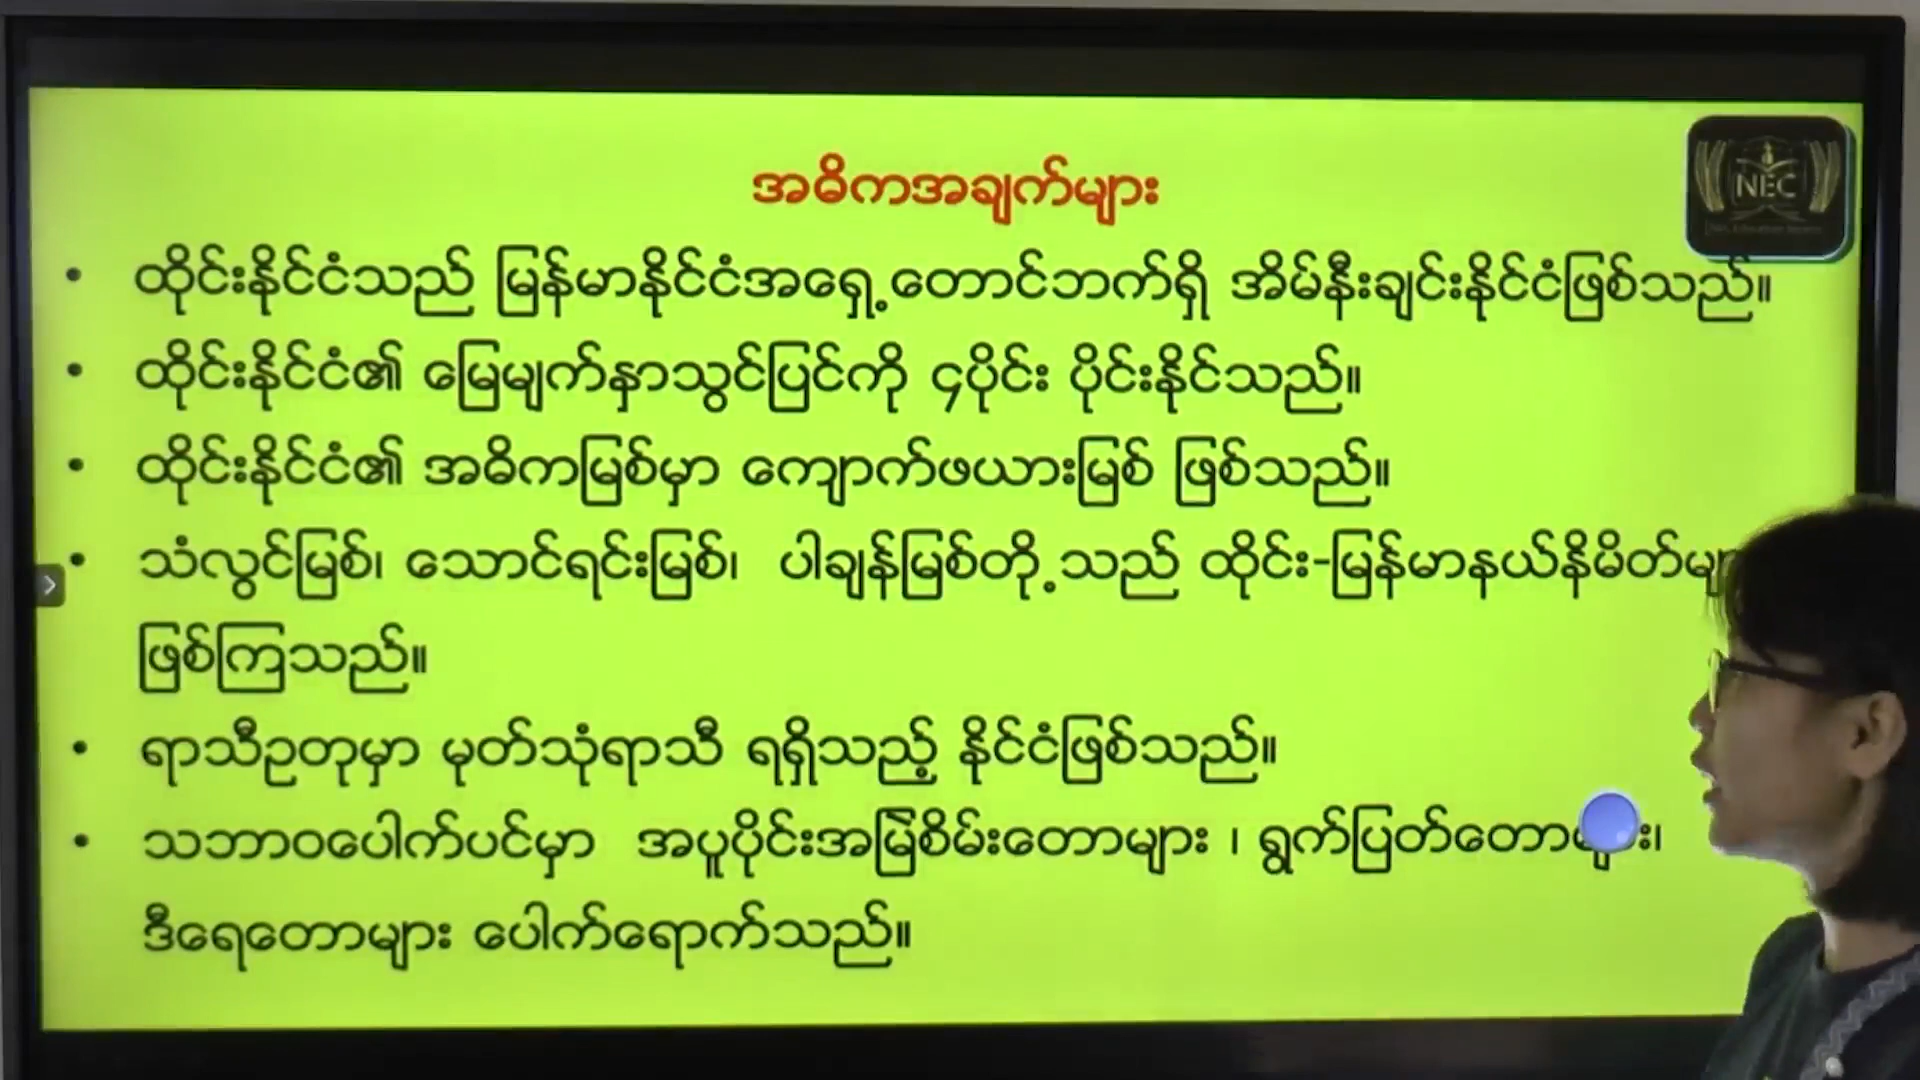 အဓိကအချက်များ
NEC
• ထိုင်းနိုင်ငံသည် မြန်မာနိုင်ငံအရှေ့တောင်ဘက်ရှိ အိမ်နီးချင်းနိုင်ငံဖြစ်သည်။
• ထိုင်းနိုင်ငံ၏ မြေမျက်နှာသွင်ပြင်ကို ၄ပိုင်း ပိုင်းနိုင်သည်။
• ထိုင်းနိုင်ငံ၏ အဓိကမြစ်မှာ ကျောက်ဖယားမြစ် ဖြစ်သည်။
• သံလွင်မြစ်၊ သောင်ရင်းမြစ်၊ ပါချန်မြစ်တို့သည် ထိုင်း-မြန်မာနယ်နိမိတ်
ဖြစ်ကြသည်။
• ရာသီဥတုမှာ မုတ်သုံရာသီ ရရှိသည့် နိုင်ငံဖြစ်သည်။
• သဘာဝပေါက်ပင်မှာ အပူပိုင်းအမြဲစိမ်းတောများ ၊ ရွက်ပြတ်တောများ၊
ဒီရေတောများ ပေါက်ရောက်သည်။